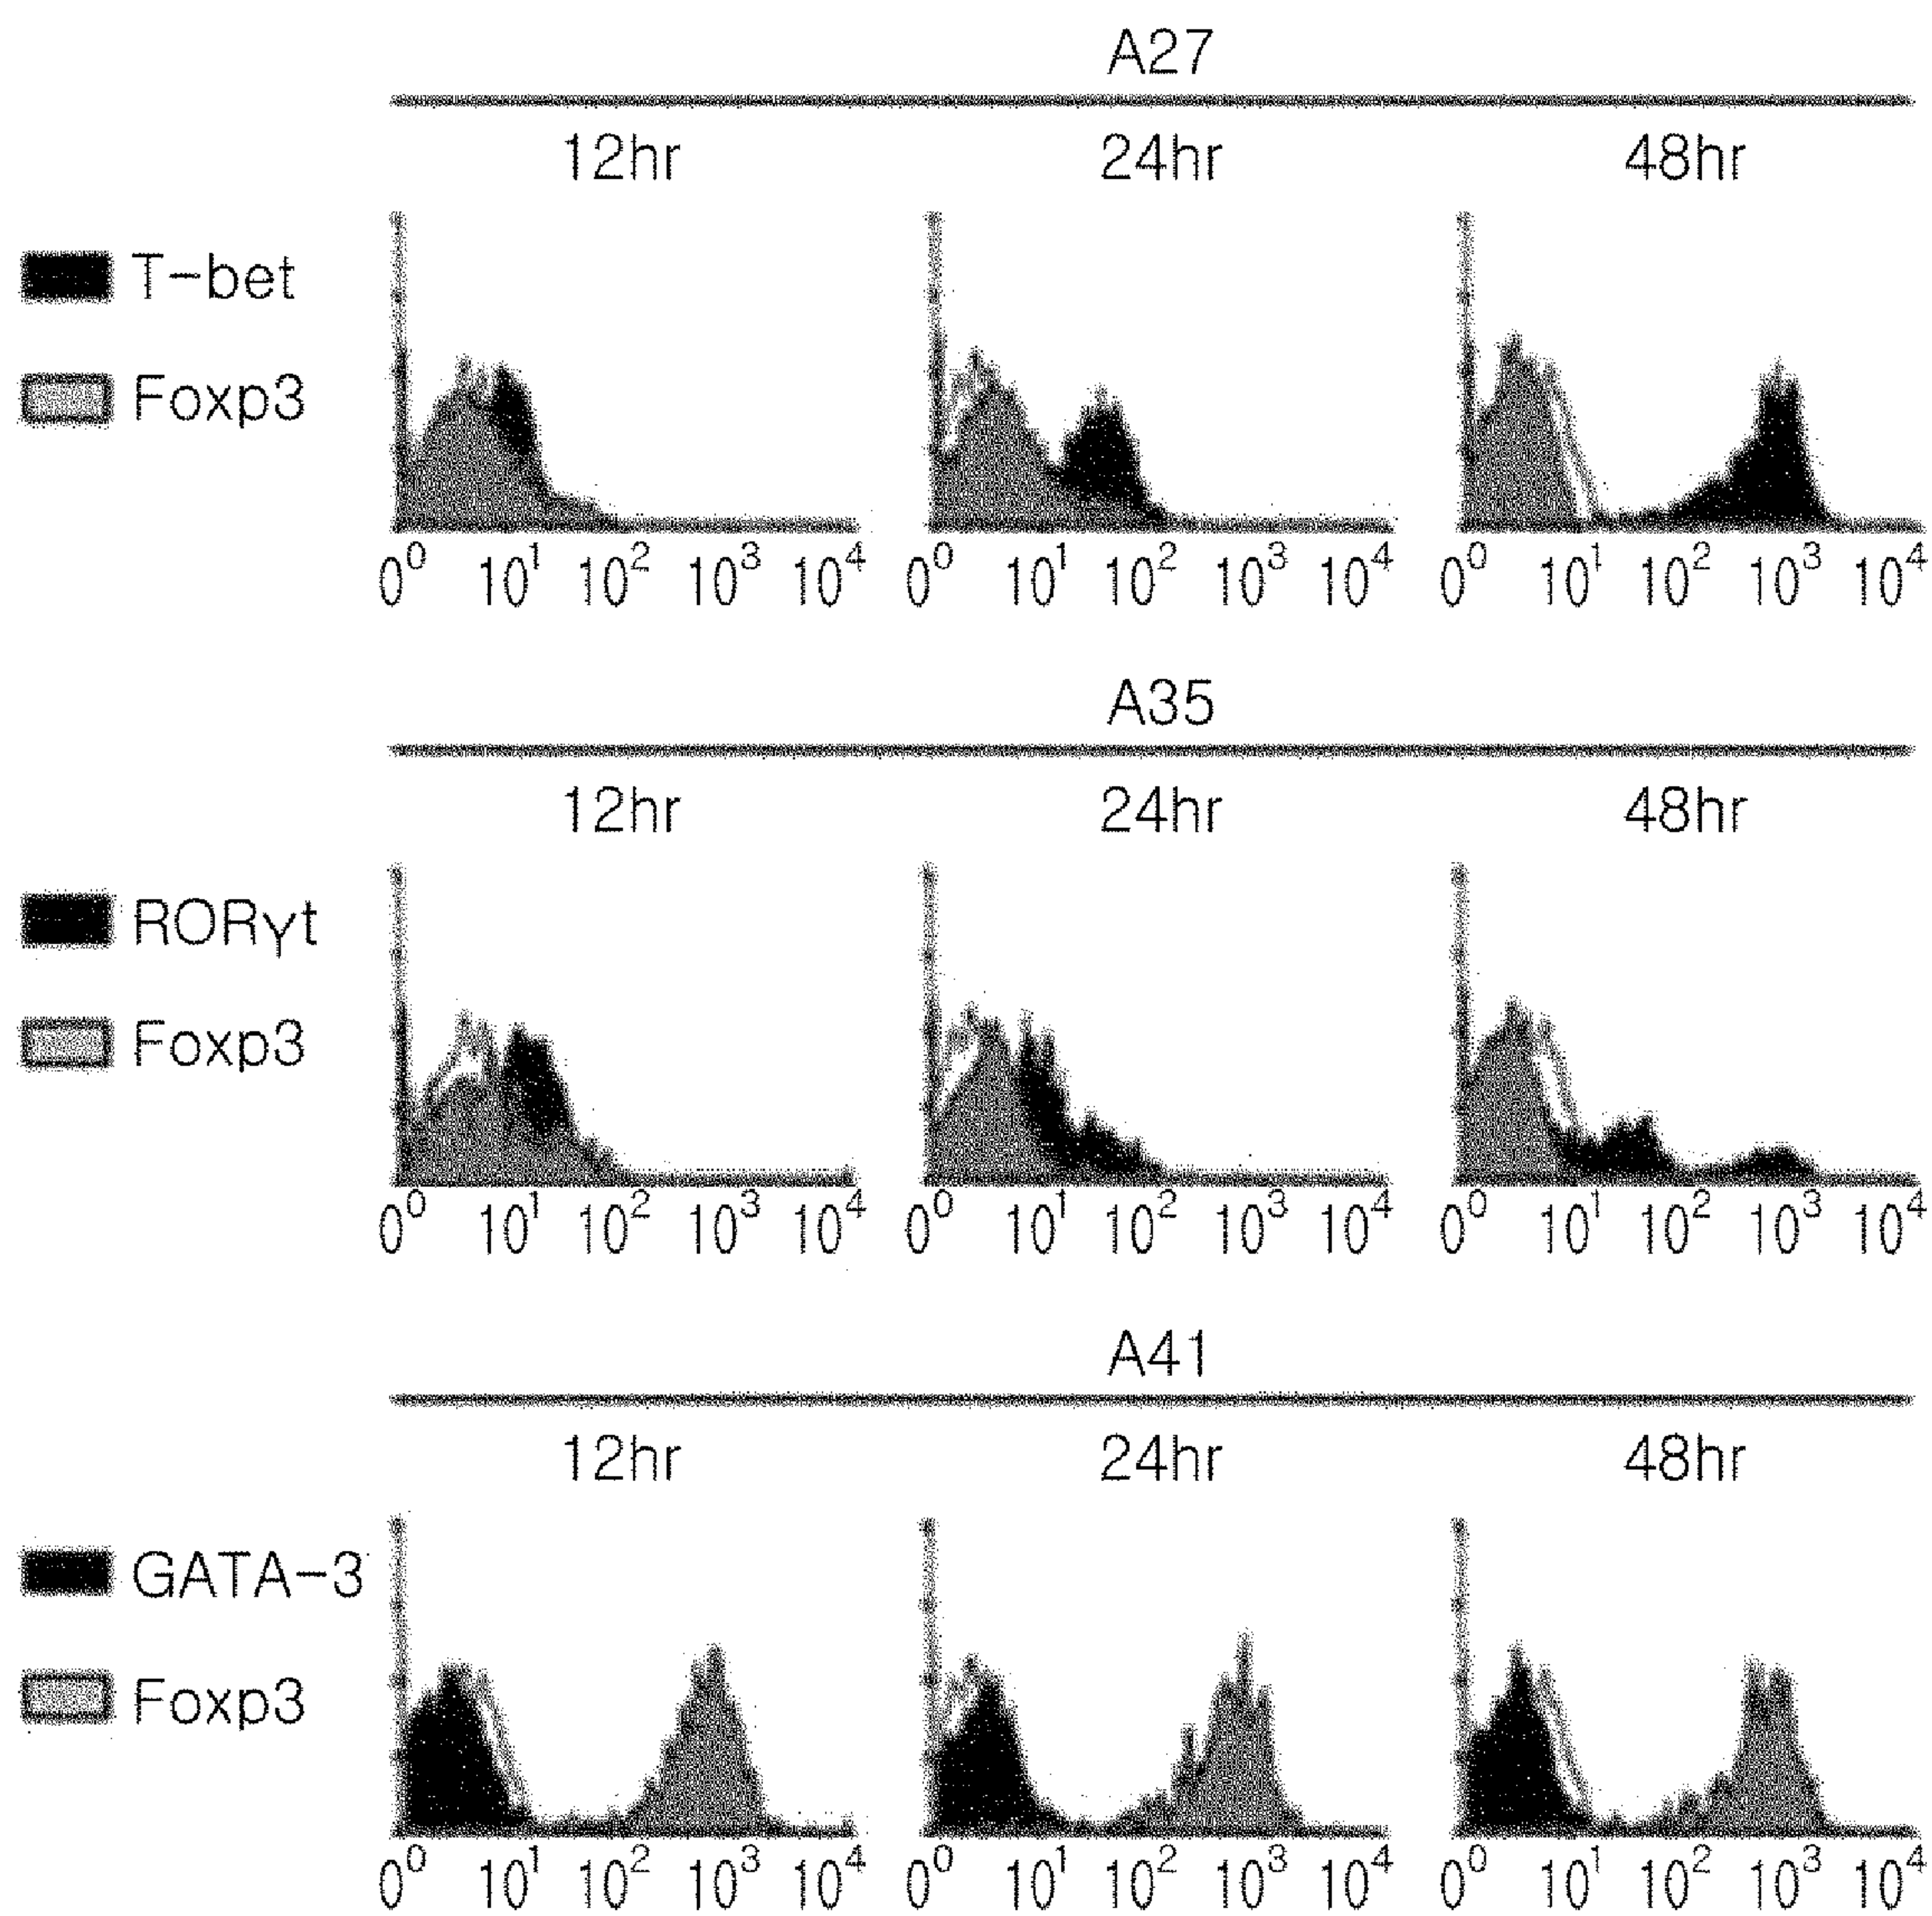 A27
12hr 24hr 48hr
T-bet
Foxp3
0⁰ 10¹ 10² 10³ 10⁴ 0⁰ 10¹ 10² 10³ 10⁴ 0⁰ 10¹ 10² 10³ 10⁴
A35
12hr 24hr 48hr
RORγt
Foxp3
0⁰ 10¹ 10² 10³ 10⁴ 0⁰ 10¹ 10² 10³ 10⁴ 0⁰ 10¹ 10² 10³ 10⁴
A41
12hr 24hr 48hr
GATA-3
Foxp3
0⁰ 10¹ 10² 10³ 10⁴ 0⁰ 10¹ 10² 10³ 10⁴ 0⁰ 10¹ 10² 10³ 10⁴